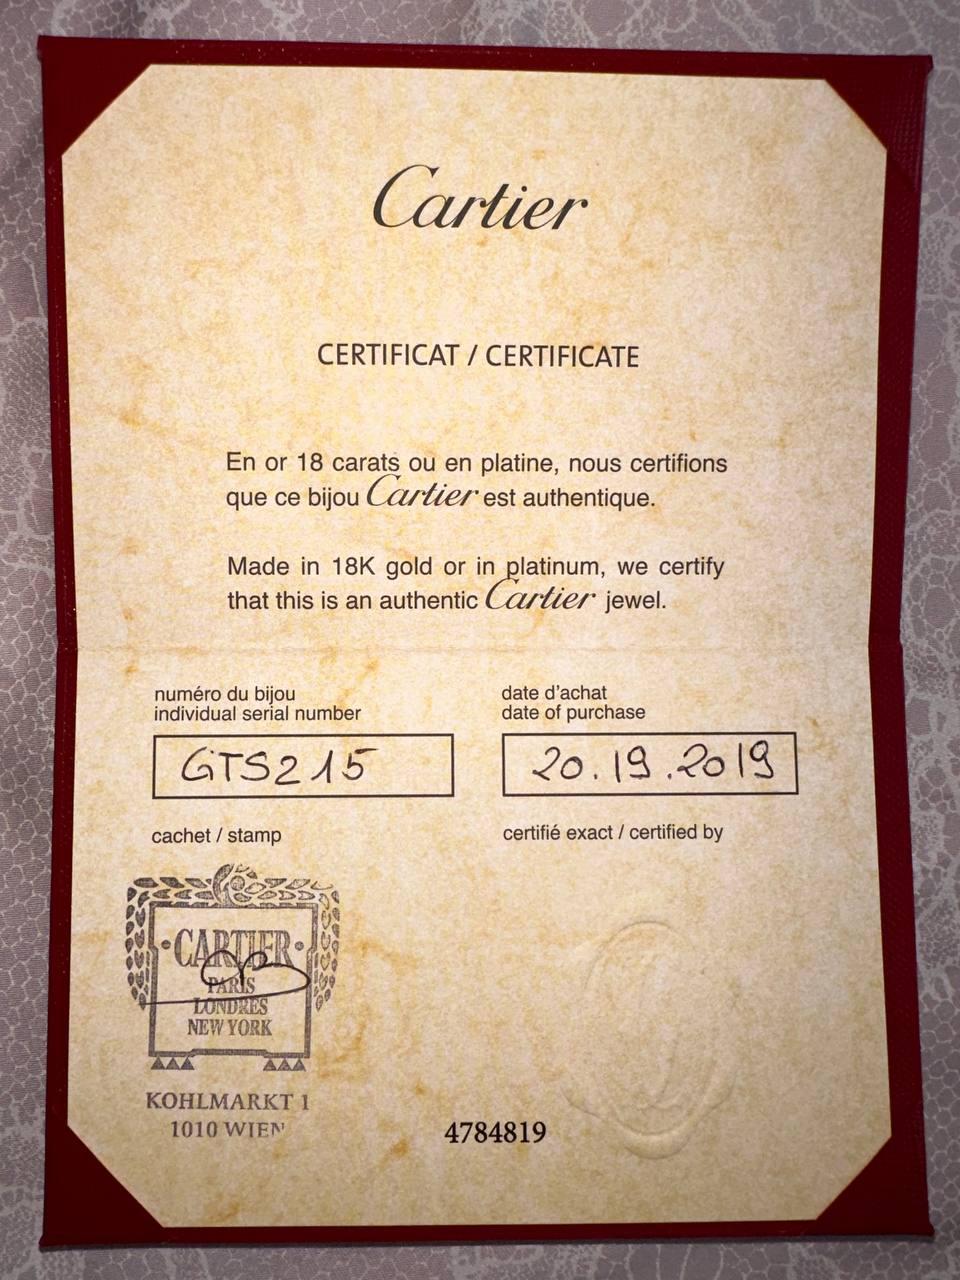 Cartier
CERTIFICAT / CERTIFICATE
En or 18 carats ou en platine, nous certifions
que ce bijou Cartier est authentique.
Made in 18K gold or in platinum, we certify
that this is an authentic Cartier jewel.
numéro du bijou
individual serial number
GTS215
date d'achat
date of purchase
20.19.2019
cachet / stamp
certifié exact / certified by
CARTIER
PARIS
LONDRES
NEW YORK
KOHLMARKT 1
1010 WIEN
4784819